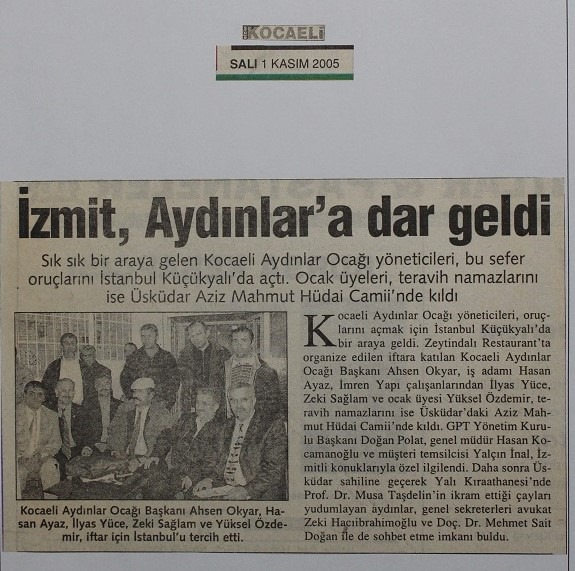 KOCAELİ
SALI 1 KASIM 2005
İzmit, Aydınlar'a dar geldi
Sık sık bir araya gelen Kocaeli Aydınlar Ocağı yöneticileri, bu sefer
oruçlarını İstanbul Küçükyalı'da açtı. Ocak üyeleri, teravih namazlarını
ise Üsküdar Aziz Mahmut Hüdai Camii'nde kıldı
Kocaeli Aydınlar Ocağı yöneticileri, oruç-
larını açmak için İstanbul Küçükyalı'da
bir araya geldi. Zeytindalı Restaurant'ta
organize edilen iftara katılan Kocaeli Aydınlar
Ocağı Başkanı Ahsen Okyar, iş adamı Hasan
Ayaz, İmren Yapı çalışanlarından İlyas Yüce,
Zeki Sağlam ve ocak üyesi Yüksel Özdemir, te-
ravih namazlarını ise Üsküdar'daki Aziz Mah-
mut Hüdai Camii'nde kıldı. GPT Yönetim Kuru-
lu Başkanı Doğan Polat, genel müdür Hasan Ko-
camanoğlu ve müşteri temsilcisi Yalçın İnal, İz-
mitli konuklarıyla özel ilgilendi. Daha sonra Üs-
küdar sahiline geçerek Yalı Kıraathanesi'nde
Prof. Dr. Musa Taşdelin'in ikram ettiği çayları
yudumlayan aydınlar, genel sekreterleri avukat
Zeki Hacıibrahimoğlu ve Doç. Dr. Mehmet Sait
Doğan ile de sohbet etme imkanı buldu.
Kocaeli Aydınlar Ocağı Başkanı Ahsen Okyar, Ha-
san Ayaz, İlyas Yüce, Zeki Sağlam ve Yüksel Özde-
mir, iftar için İstanbul'u tercih etti.